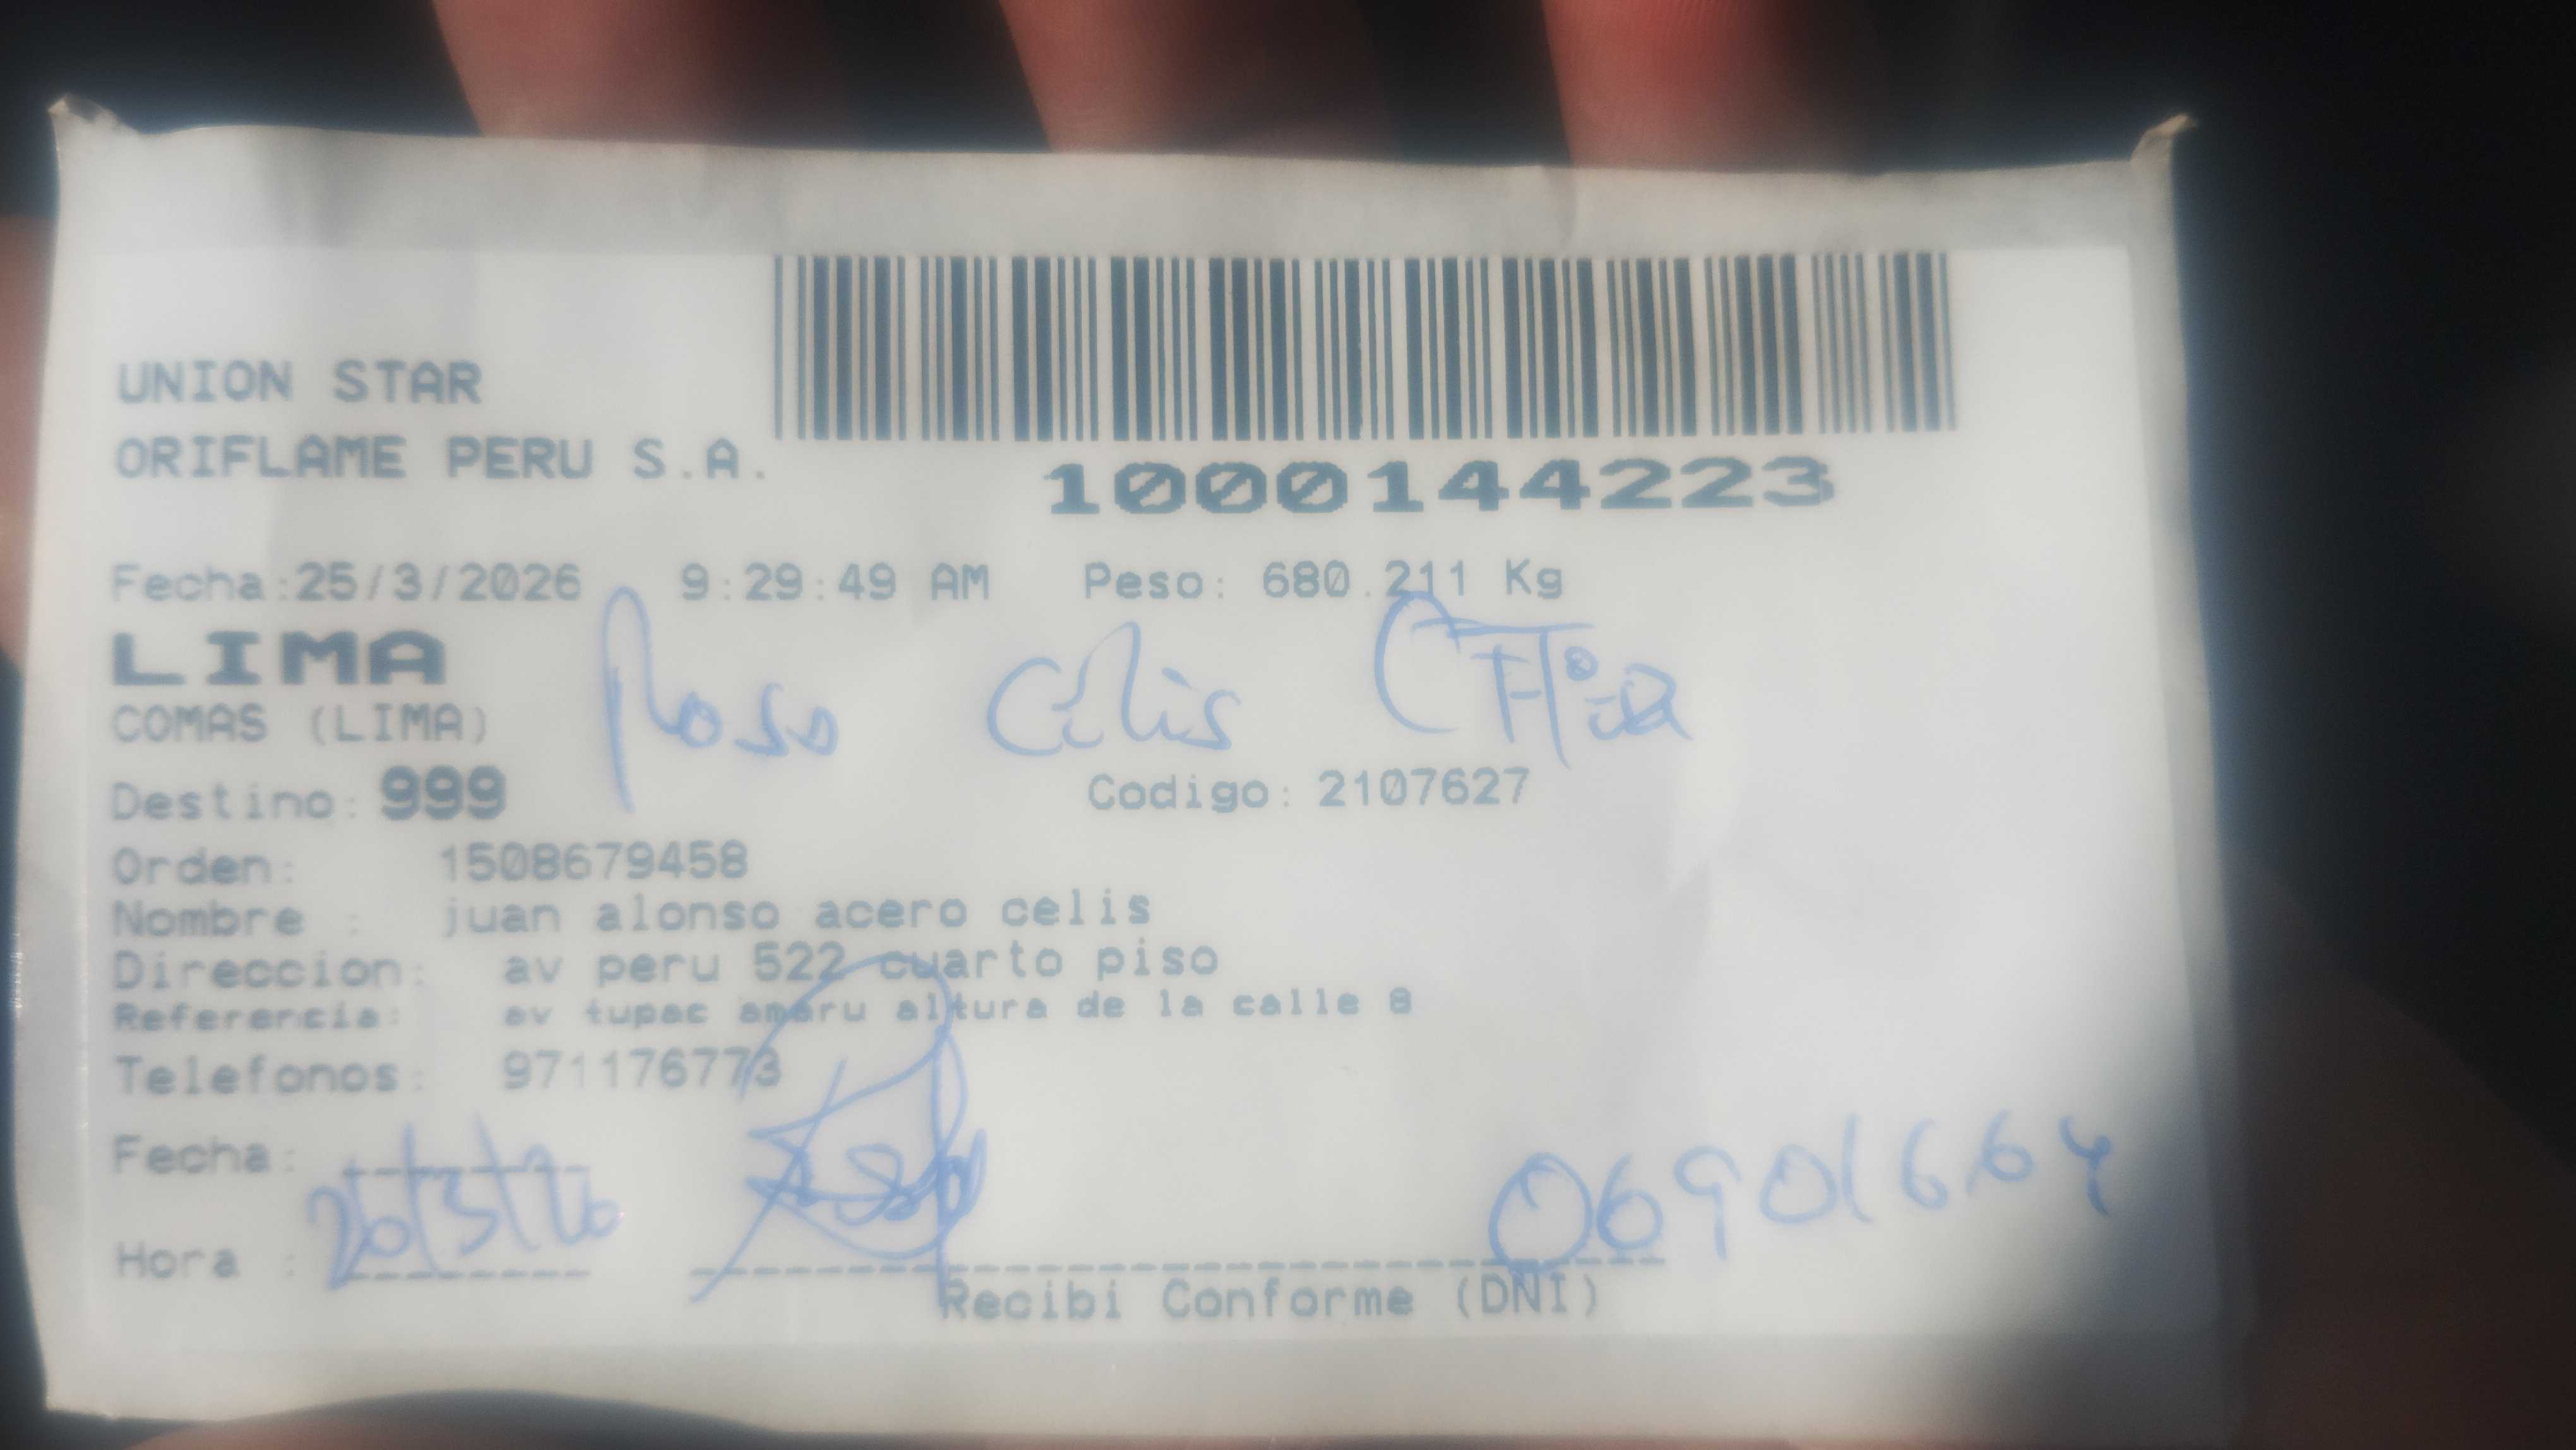 UNION STAR
ORIFLAME PERU S.A.
1000144223
Fecha:25/3/2026 9:29:49 AM Peso: 680.211 Kg
LIMA
Rosa Celis
COMAS (LIMA)
Destino: 999 Codigo: 2107627
Orden: 1508679458
Nombre : juan alonso acero celis
Direccion: av peru 522 cuarto piso
Referencia: av tupac amaru altura de la calle 8
Telefonos: 971176773
Fecha:
26/3/26
06901664
Hora :
Recibi Conforme (DNI)